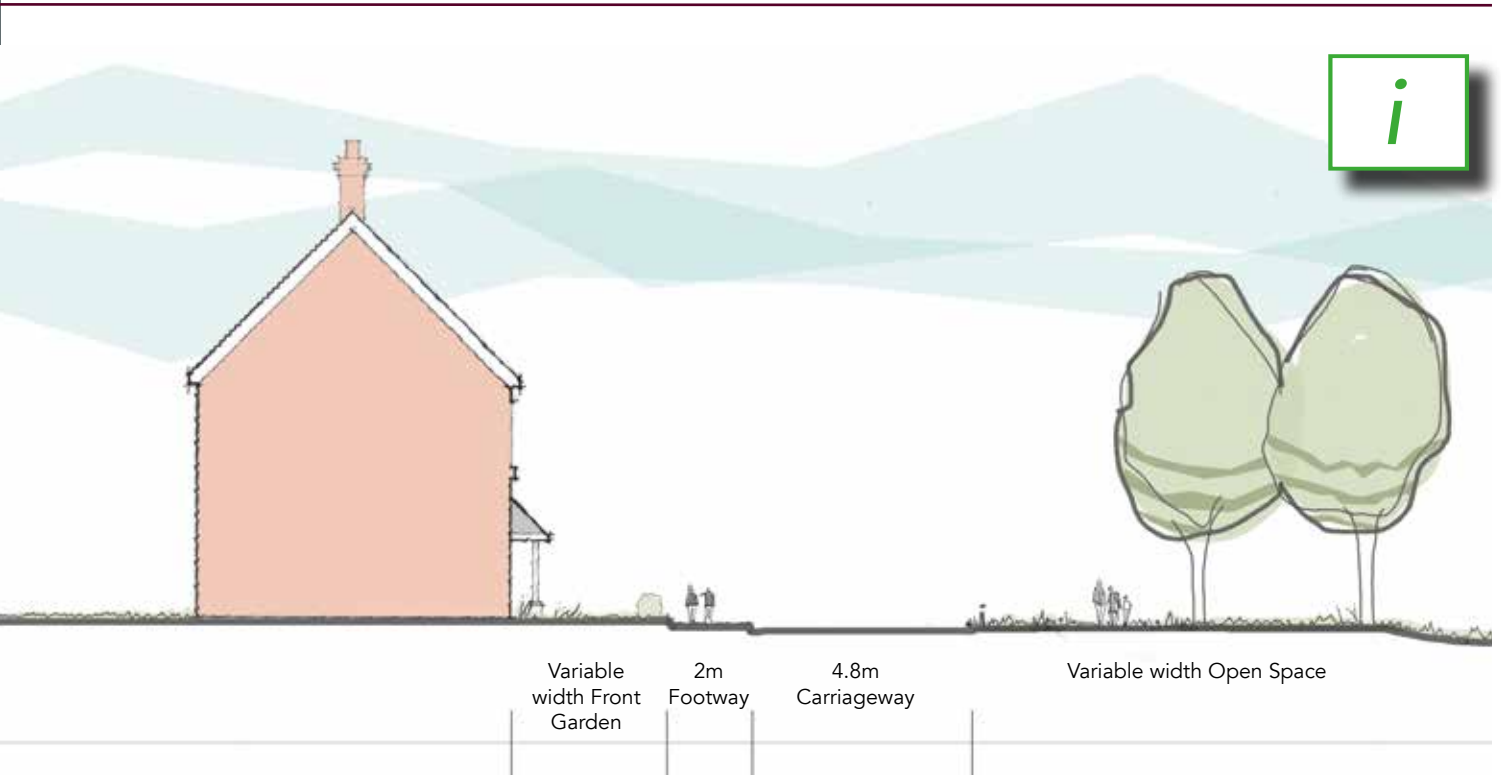 i
Variable
width Front
Garden
2m
Footway
4.8m
Carriageway
Variable width Open Space